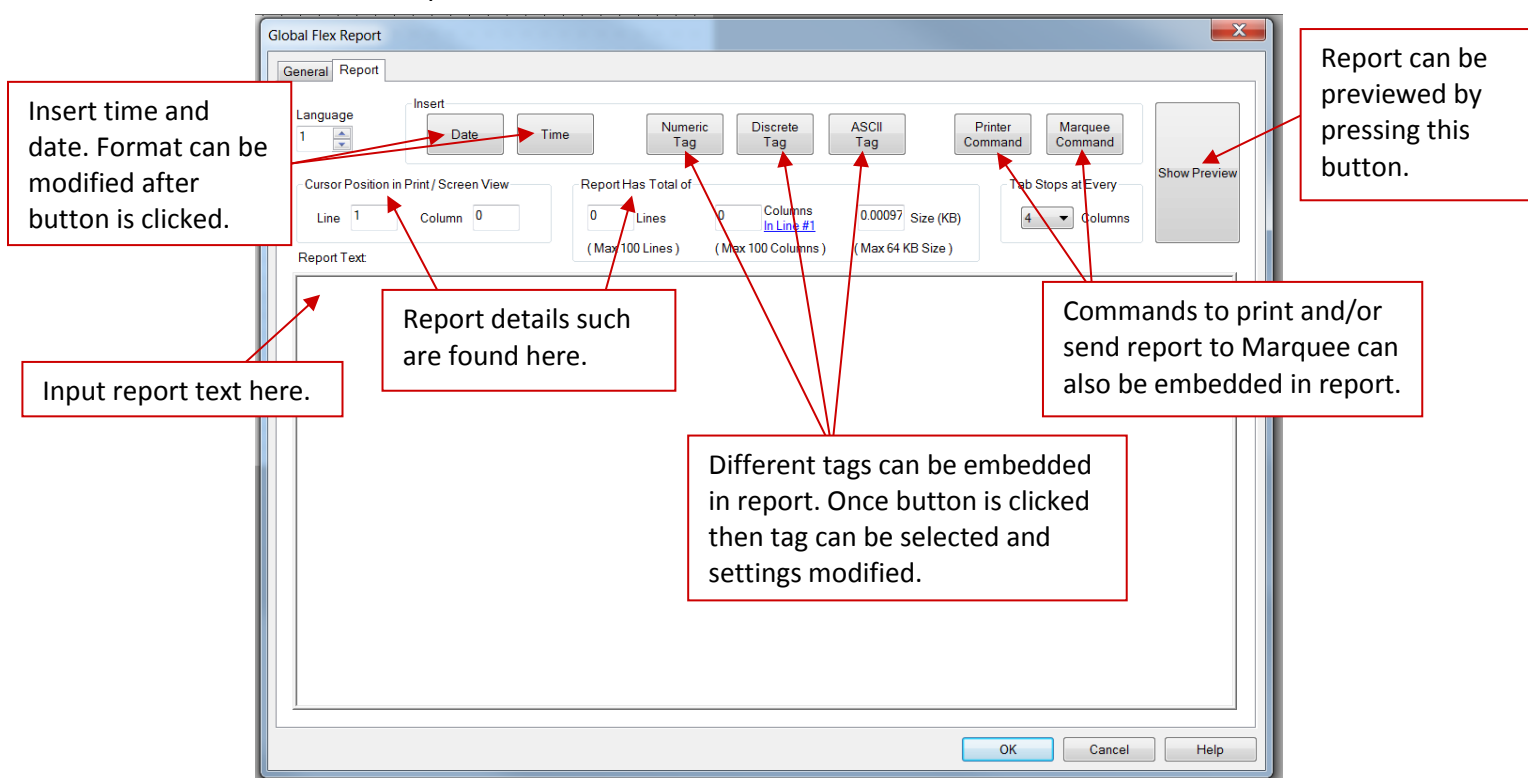 Global Flex Report
X
General
Report
Insert time and
date. Format can be
modified after
button is clicked.
Report can be
previewed by
pressing this
button.
Language
1
Insert
Date
Time
Numeric
Tag
Discrete
Tag
ASCII
Tag
Printer
Command
Marquee
Command
Show Preview
Cursor Position in Print / Screen View
Line 1 Column 0
Report Has Total of
0 Lines
0 Columns
In Line #1
0.00097 Size (KB)
( Max 100 Lines ) ( Max 100 Columns ) ( Max 64 KB Size )
Tab Stops at Every
4 Columns
Report Text:
Report details such
are found here.
Commands to print and/or
send report to Marquee can
also be embedded in report.
Input report text here.
Different tags can be embedded
in report. Once button is clicked
then tag can be selected and
settings modified.
OK Cancel Help